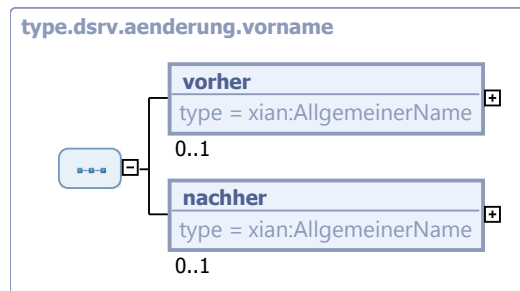 type.dsrv.aenderung.vorname
vorher
type = xian:AllgemeinerName
0..1
nachher
type = xian:AllgemeinerName
0..1